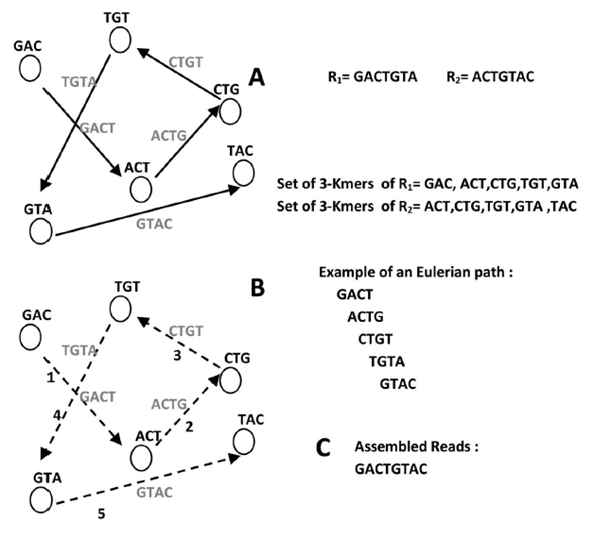 TGT
GAC
CTGT
A
R1= GACTGTA R2= ACTGTAC
TGTA
CTG
GACT
ACTG
TAC
ACT
Set of 3-Kmers of R1= GAC, ACT,CTG,TGT,GTA
GTA
Set of 3-Kmers of R2= ACT,CTG,TGT,GTA ,TAC
GTAC
B
Example of an Eulerian path :
GACT
ACTG
CTGT
TGTA
GTAC
TGT
GAC
CTGT
TGTA
3
CTG
1
GACT
4
ACTG
2
TAC
ACT
GTA
GTAC
5
C
Assembled Reads :
GACTGTAC